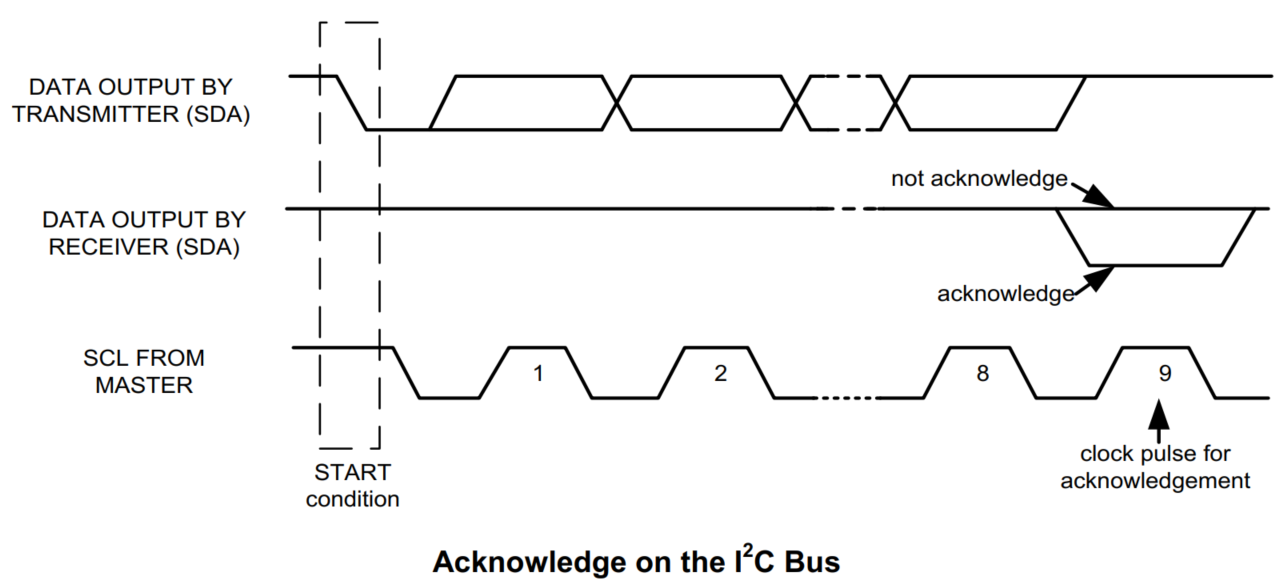 DATA OUTPUT BY
TRANSMITTER (SDA)
not acknowledge
DATA OUTPUT BY
RECEIVER (SDA)
acknowledge
SCL FROM
MASTER
1
2
8
9
START
condition
clock pulse for
acknowledgement
Acknowledge on the I²C Bus